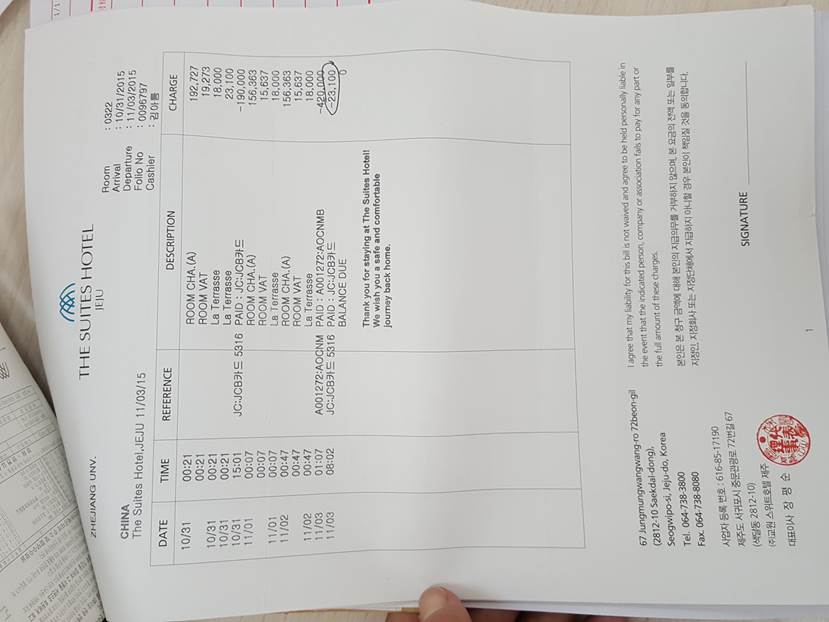 THE SUITES HOTEL
JEJU
ZHEJIANG UNV.
CHINA
The Suites Hotel,JEJU 11/03/15
Room : 0322
Arrival : 10/31/2015
Departure : 11/03/2015
Folio No : 0096797
Cashier : 김아름
DATE TIME REFERENCE DESCRIPTION CHARGE
10/31 00:21 ROOM CHA.(A) 192,727
00:21 ROOM VAT 19,273
10/31 00:21 La Terrasse 18,000
10/31 00:21 La Terrasse 23,100
10/31 15:01 JC:JCB카드 5316 PAID : JC:JCB카드 -190,000
11/01 00:07 ROOM CHA.(A) 156,363
00:07 ROOM VAT 15,637
11/01 00:07 La Terrasse 18,000
11/02 00:47 ROOM CHA.(A) 156,363
00:47 ROOM VAT 15,637
11/02 00:47 La Terrasse 18,000
11/03 01:07 A001272:AOCNM PAID : A001272:AOCNMB -420,000
11/03 08:02 JC:JCB카드 5316 PAID : JC:JCB카드 -23,100
BALANCE DUE 0
Thank you for staying at The Suites Hotel!
We wish you a safe and comfortable
journey back home.
67 Jungmungwangwang-ro 72beon-gil
(2812-10 Saekdal-dong),
Seogwipo-si, Jeju-do, Korea
Tel. 064-738-3800
Fax. 064-738-8080
사업자 등록 번호 : 616-85-17190
제주도 서귀포시 중문관광로 72번길 67
(색달동 2812-10)
(주)교원 스위트호텔 제주
대표이사 장 평 순
I agree that my liability for this bill is not waived and agree to be held personally liable in
the event that the indicated person, company or association fails to pay for any part or
the full amount of these charges.
본인은 본 청구 금액에 대해 본인의 지급의무를 거부하지 않으며, 본 요금의 전액 또는 일부를
지정인, 지정회사 또는 지정단체에서 지급하지 아니할 경우 본인이 책임질 것을 동의합니다.
SIGNATURE
1